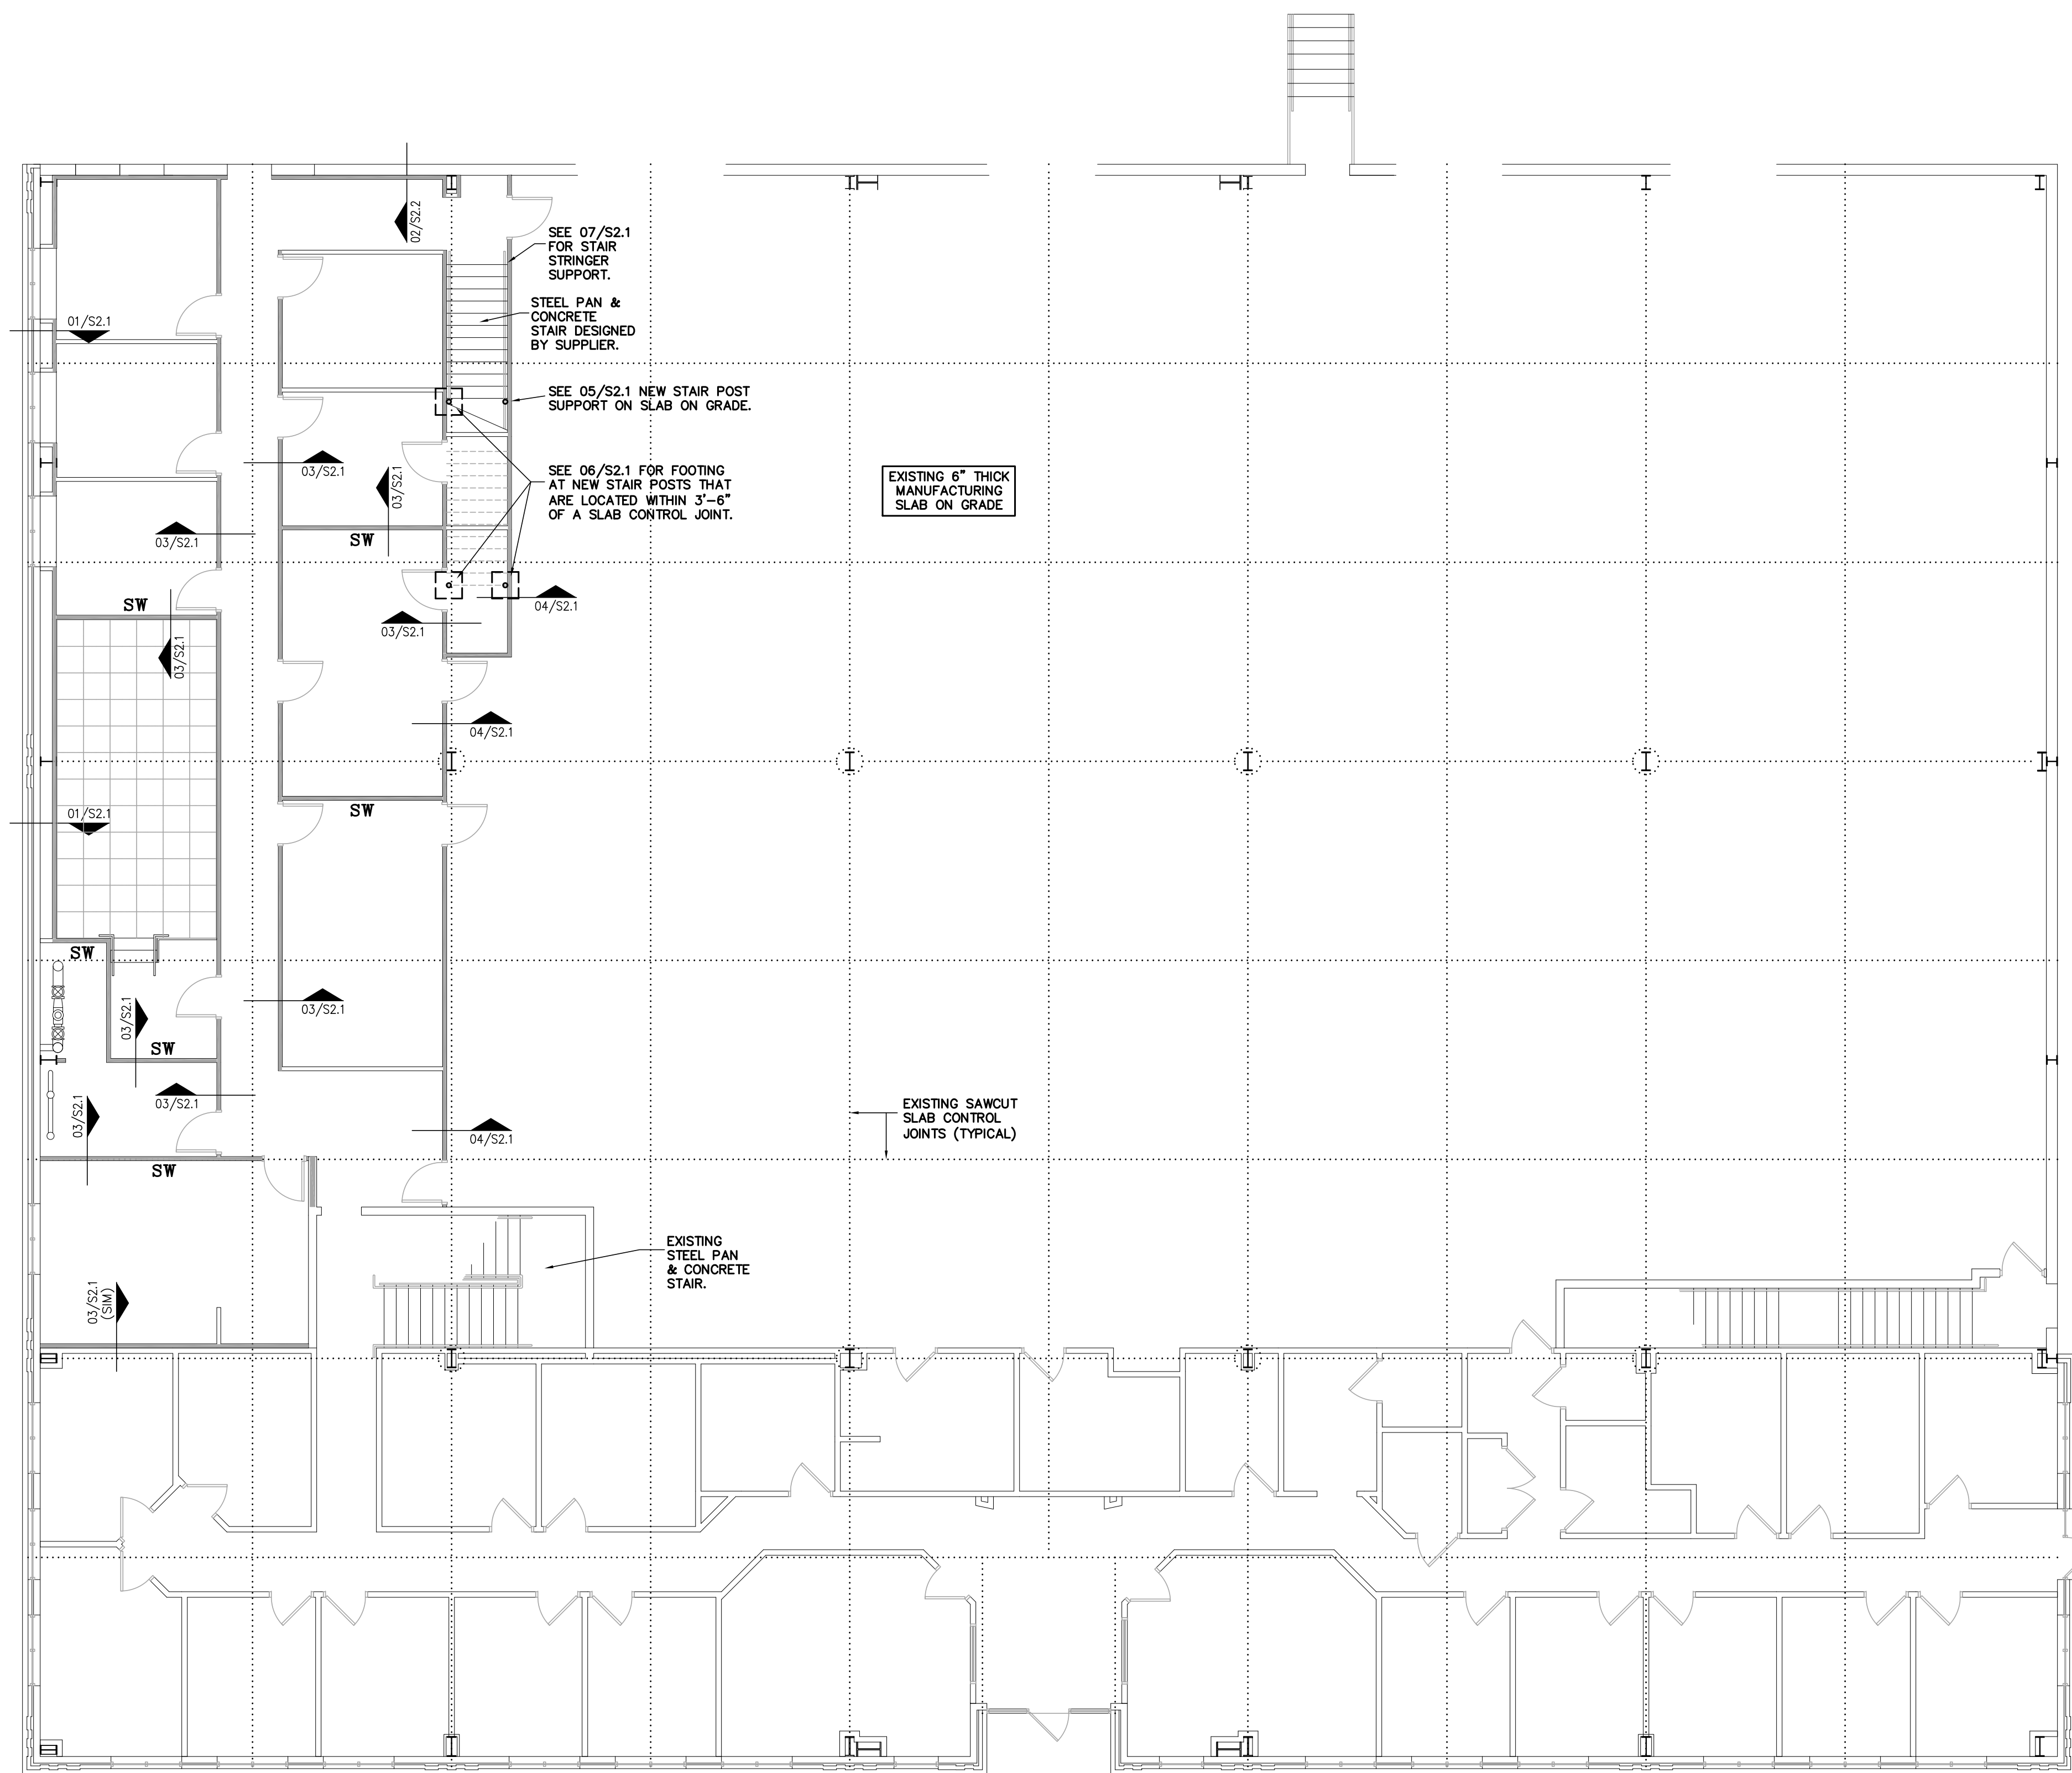 02/S2.2
SEE 07/S2.1
FOR STAIR
STRINGER
SUPPORT.
STEEL PAN &
CONCRETE
STAIR DESIGNED
BY SUPPLIER.
01/S2.1
SEE 05/S2.1 NEW STAIR POST
SUPPORT ON SLAB ON GRADE.
03/S2.1
03/S2.1
SEE 06/S2.1 FOR FOOTING
AT NEW STAIR POSTS THAT
ARE LOCATED WITHIN 3'-6"
OF A SLAB CONTROL JOINT.
EXISTING 6" THICK
MANUFACTURING
SLAB ON GRADE
03/S2.1
SW
SW
04/S2.1
03/S2.1
03/S2.1
04/S2.1
01/S2.1
SW
SW
03/S2.1
03/S2.1
SW
03/S2.1
03/S2.1
04/S2.1
EXISTING SAWCUT
SLAB CONTROL
JOINTS (TYPICAL)
SW
EXISTING
STEEL PAN
& CONCRETE
STAIR.
03/S2.1
(SIM)